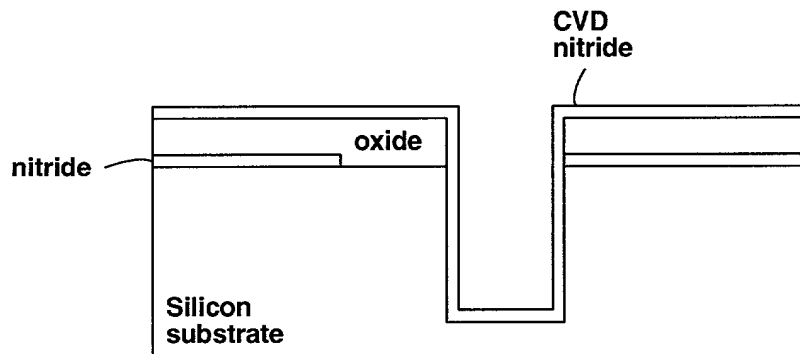 CVD
nitride
oxide
nitride
Silicon
substrate